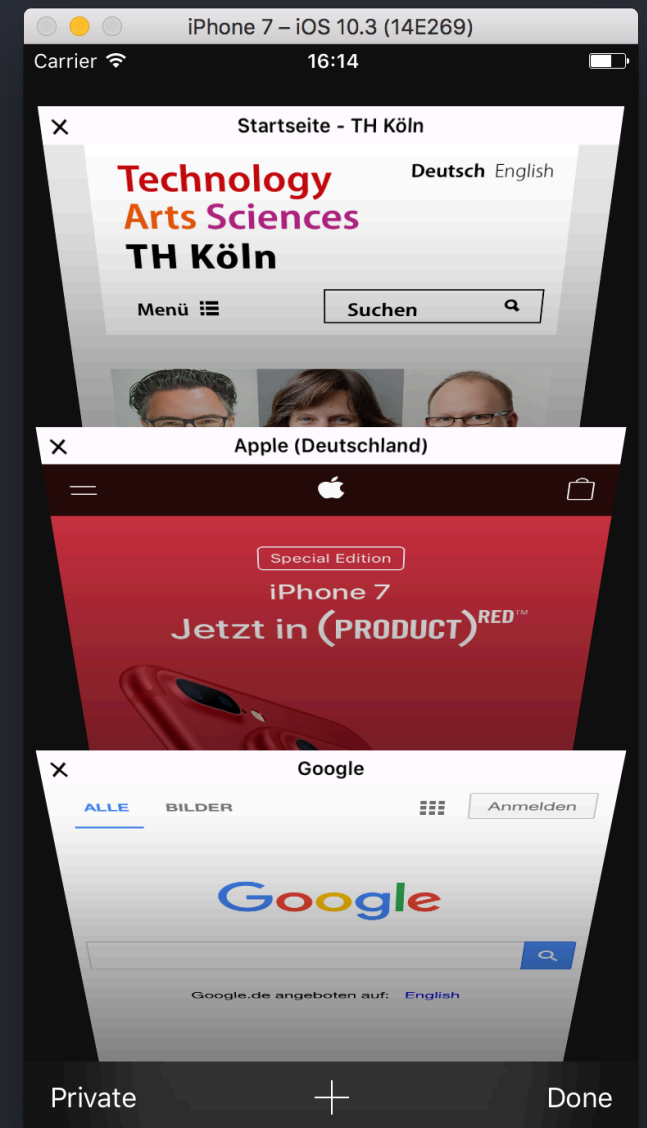 iPhone 7 – iOS 10.3 (14E269)
Carrier 16:14
Startseite - TH Köln
Technology
Arts Sciences
TH Köln
Deutsch English
Menü
Suchen
Apple (Deutschland)
Special Edition
iPhone 7
Jetzt in (PRODUCT)RED™
Google
ALLE BILDER
Anmelden
Google
Google.de angeboten auf: English
Private
Done